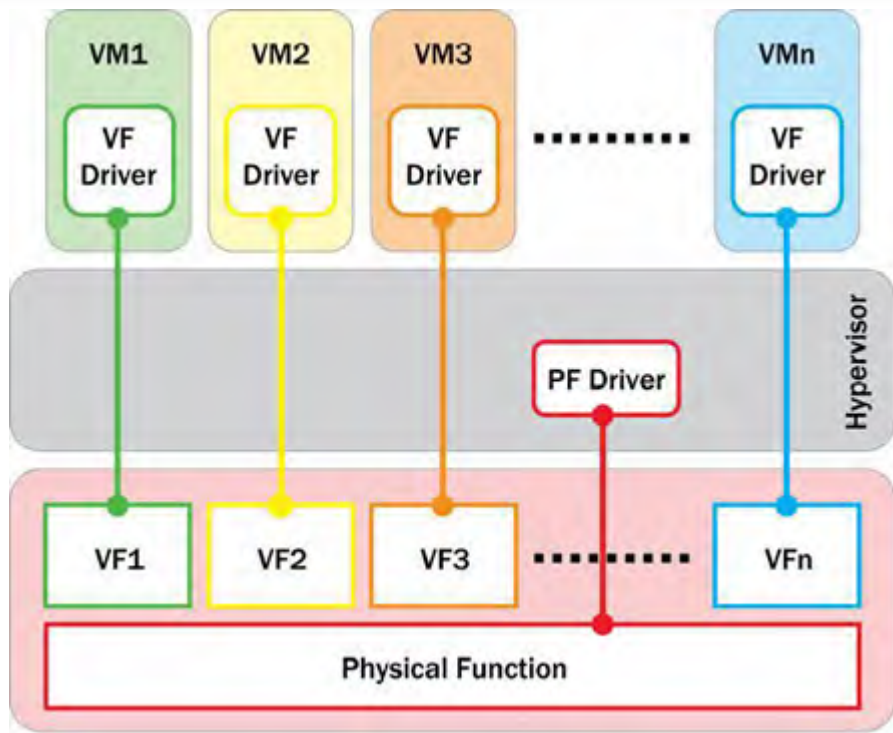 VM1
VM2
VM3
VMn
VF
Driver
VF
Driver
VF
Driver
VF
Driver
Hypervisor
PF Driver
VF1
VF2
VF3
VFn
Physical Function